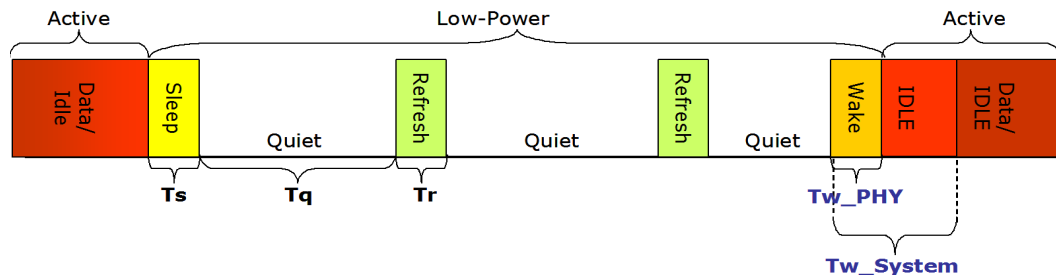 Active
Low-Power
Active
Data/
Idle
Sleep
Quiet
Refresh
Quiet
Refresh
Quiet
Wake
IDLE
Data/
IDLE
Ts
Tq
Tr
Tw_PHY
Tw_System